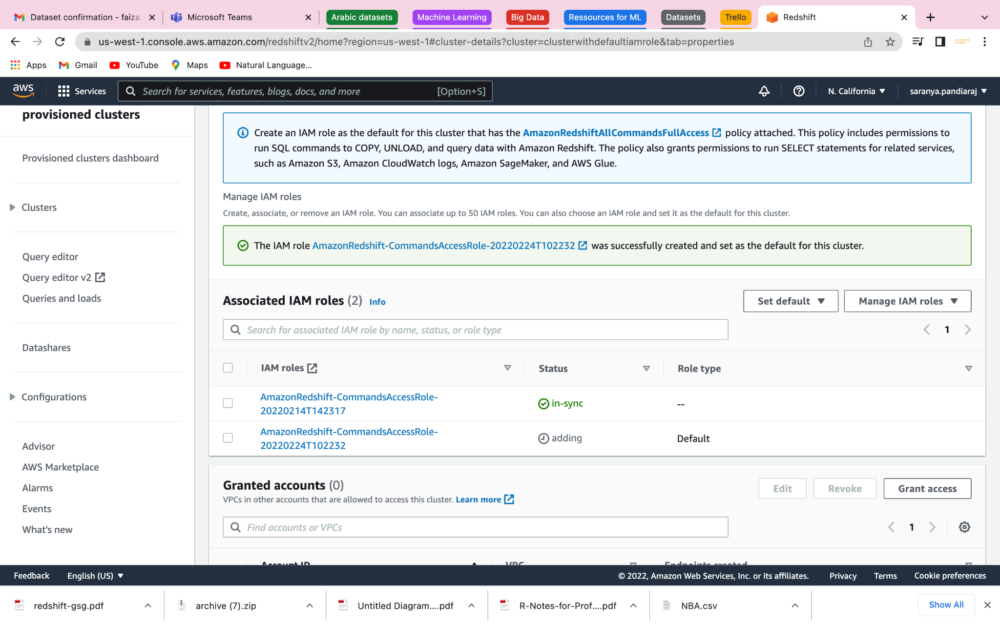 Dataset confirmation - faiza.
Microsoft Teams
Arabic datasets
Machine Learning
Big Data
Ressources for ML
Datasets
Trello
Redshift
us-west-1.console.aws.amazon.com/redshiftv2/home?region=us-west-1#cluster-details?cluster=clusterwithdefaultiamrole&tab=properties
Apps
Gmail
YouTube
Maps
Natural Language...
aws
Services
Search for services, features, blogs, docs, and more
[Option+S]
N. California
saranya.pandiaraj
provisioned clusters
Provisioned clusters dashboard
Clusters
Query editor
Query editor v2
Queries and loads
Datashares
Configurations
Advisor
AWS Marketplace
Alarms
Events
What's new
Create an IAM role as the default for this cluster that has the AmazonRedshiftAllCommandsFullAccess policy attached. This policy includes permissions to
run SQL commands to COPY, UNLOAD, and query data with Amazon Redshift. The policy also grants permissions to run SELECT statements for related services,
such as Amazon S3, Amazon CloudWatch logs, Amazon SageMaker, and AWS Glue.
Manage IAM roles
Create, associate, or remove an IAM role. You can associate up to 50 IAM roles. You can also choose an IAM role and set it as the default for this cluster.
The IAM role AmazonRedshift-CommandsAccessRole-20220224T102232 was successfully created and set as the default for this cluster.
Associated IAM roles (2) Info
Set default
Manage IAM roles
Search for associated IAM role by name, status, or role type
1
IAM roles
Status
Role type
AmazonRedshift-CommandsAccessRole-
20220214T142317
in-sync
--
AmazonRedshift-CommandsAccessRole-
20220224T102232
adding
Default
Granted accounts (0)
VPCs in other accounts that are allowed to access this cluster. Learn more
Edit
Revoke
Grant access
Find accounts or VPCs
1
Account ID
VPC
Endpoints created
Feedback
English (US)
© 2022, Amazon Web Services, Inc. or its affiliates.
Privacy
Terms
Cookie preferences
redshift-gsg.pdf
archive (7).zip
Untitled Diagram....pdf
R-Notes-for-Prof....pdf
NBA.csv
Show All